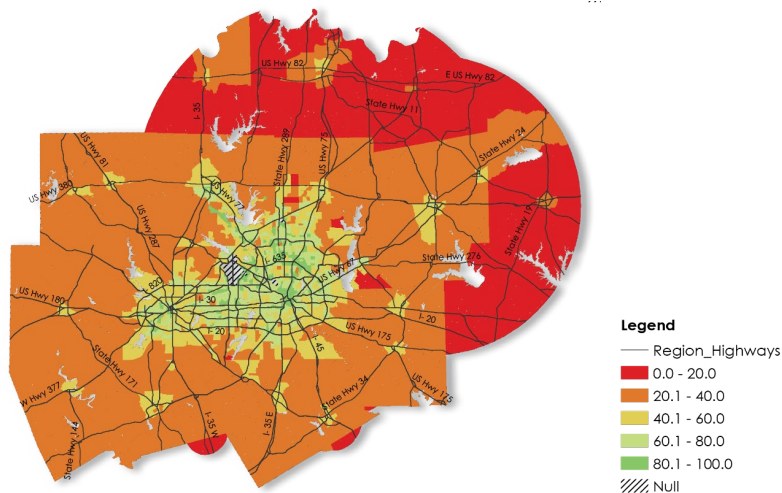 US Hwy 82
E US Hwy 82
I- 35
State Hwy 11
State Hwy 289
US Hwy 75
State Hwy 24
US Hwy 81
US Hwy 380
US Hwy 77
US Hwy 287
State Hwy 19
State Hwy 276
I- 635
US Hwy 67
I- 820
US Hwy 180
I- 30
I- 20
I- 20
US Hwy 175
I- 45
State Hwy 171
W Hwy 377
State Hwy 34
US Hwy 175
I- 35 W
I- 35 E
State Hwy 144
Legend
Region_Highways
0.0 - 20.0
20.1 - 40.0
40.1 - 60.0
60.1 - 80.0
80.1 - 100.0
Null